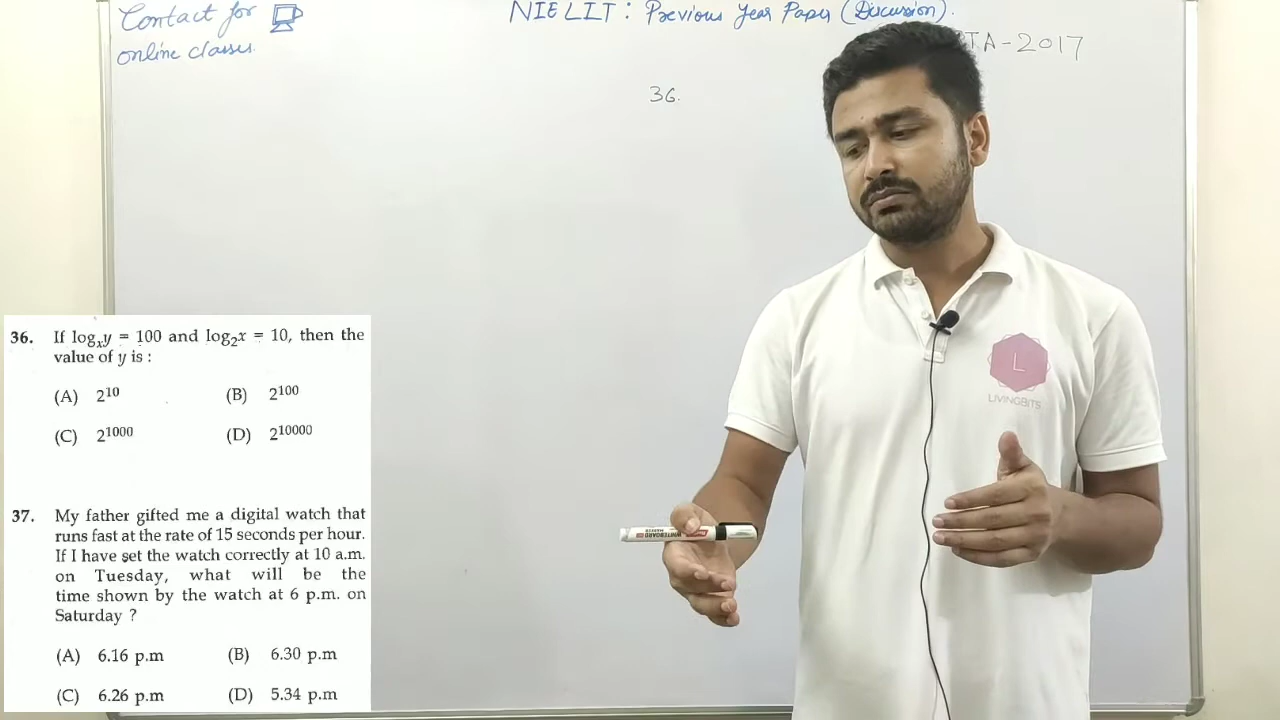 Contact for
online classes.
NIELIT: Previous Year Paper (Discussion).
TA-2017
36.
L
LIVINGBITS
WHITEBOARD
MARKER
36. If logₓy = 100 and log₂x = 10, then the
value of y is :
(A) 2¹⁰ (B) 2¹⁰⁰
(C) 2¹⁰⁰⁰ (D) 2¹⁰⁰⁰⁰
37. My father gifted me a digital watch that
runs fast at the rate of 15 seconds per hour.
If I have set the watch correctly at 10 a.m.
on Tuesday, what will be the
time shown by the watch at 6 p.m. on
Saturday ?
(A) 6.16 p.m (B) 6.30 p.m
(C) 6.26 p.m (D) 5.34 p.m